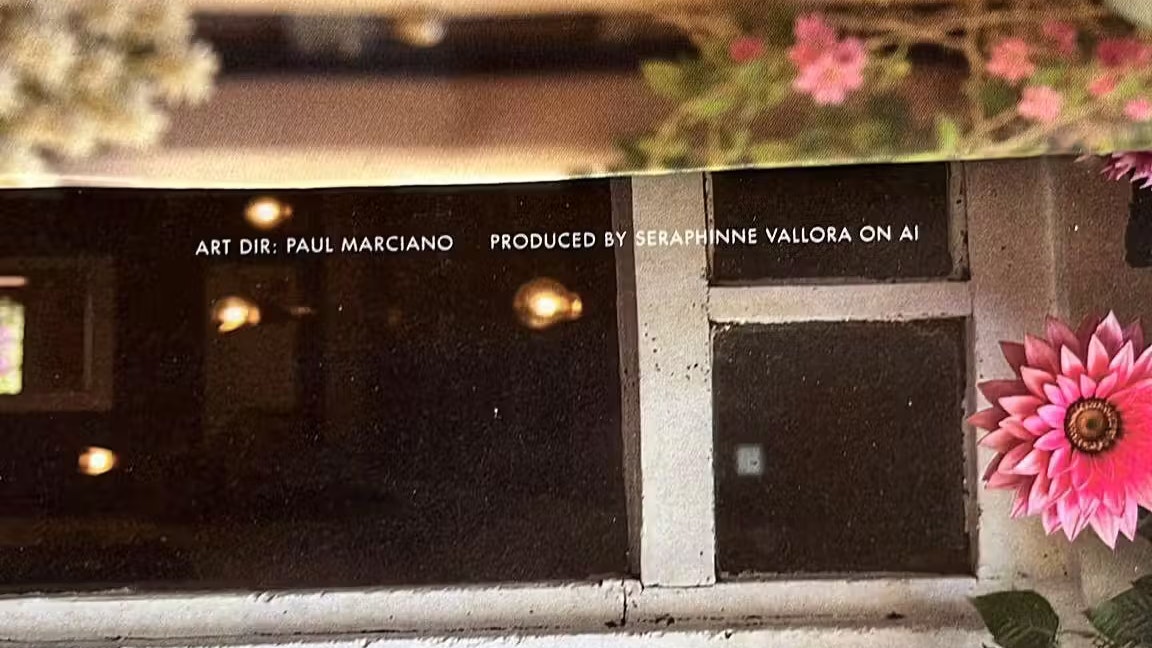 ART DIR: PAUL MARCIANO PRODUCED BY SERAPHINNE VALLORA ON AI